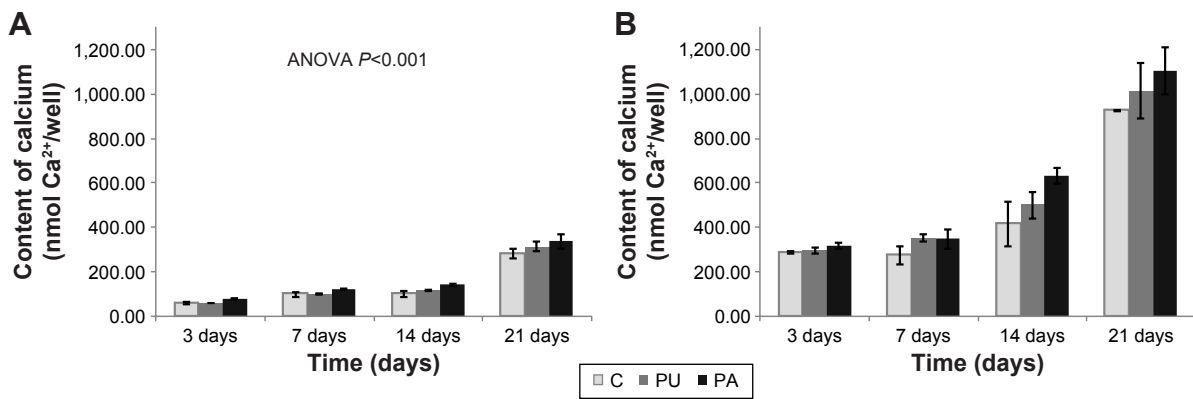 A
Content of calcium
(nmol Ca²⁺/well)
1,200.00
1,000.00
800.00
600.00
400.00
200.00
0.00
ANOVA P<0.001
3 days 7 days 14 days 21 days
Time (days)
B
Content of calcium
(nmol Ca²⁺/well)
1,200.00
1,000.00
800.00
600.00
400.00
200.00
0.00
3 days 7 days 14 days 21 days
Time (days)
C PU PA